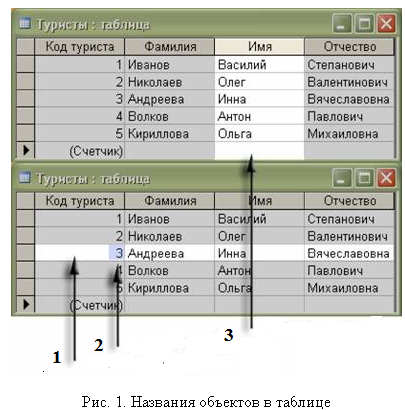 Туристы : таблица
Код туриста Фамилия Имя Отчество
1 Иванов Василий Степанович
2 Николаев Олег Валентинович
3 Андреева Инна Вячеславовна
4 Волков Антон Павлович
5 Кириллова Ольга Михаиловна
(Счетчик)
Туристы : таблица
Код туриста Фамилия Имя Отчество
1 Иванов Василий Степанович
2 Николаев Олег Валентинович
3 Андреева Инна Вячеславовна
4 Волков Антон Павлович
5 Кириллова Ольга Михаиловна
(Счетчик)
1 2 3
Рис. 1. Названия объектов в таблице